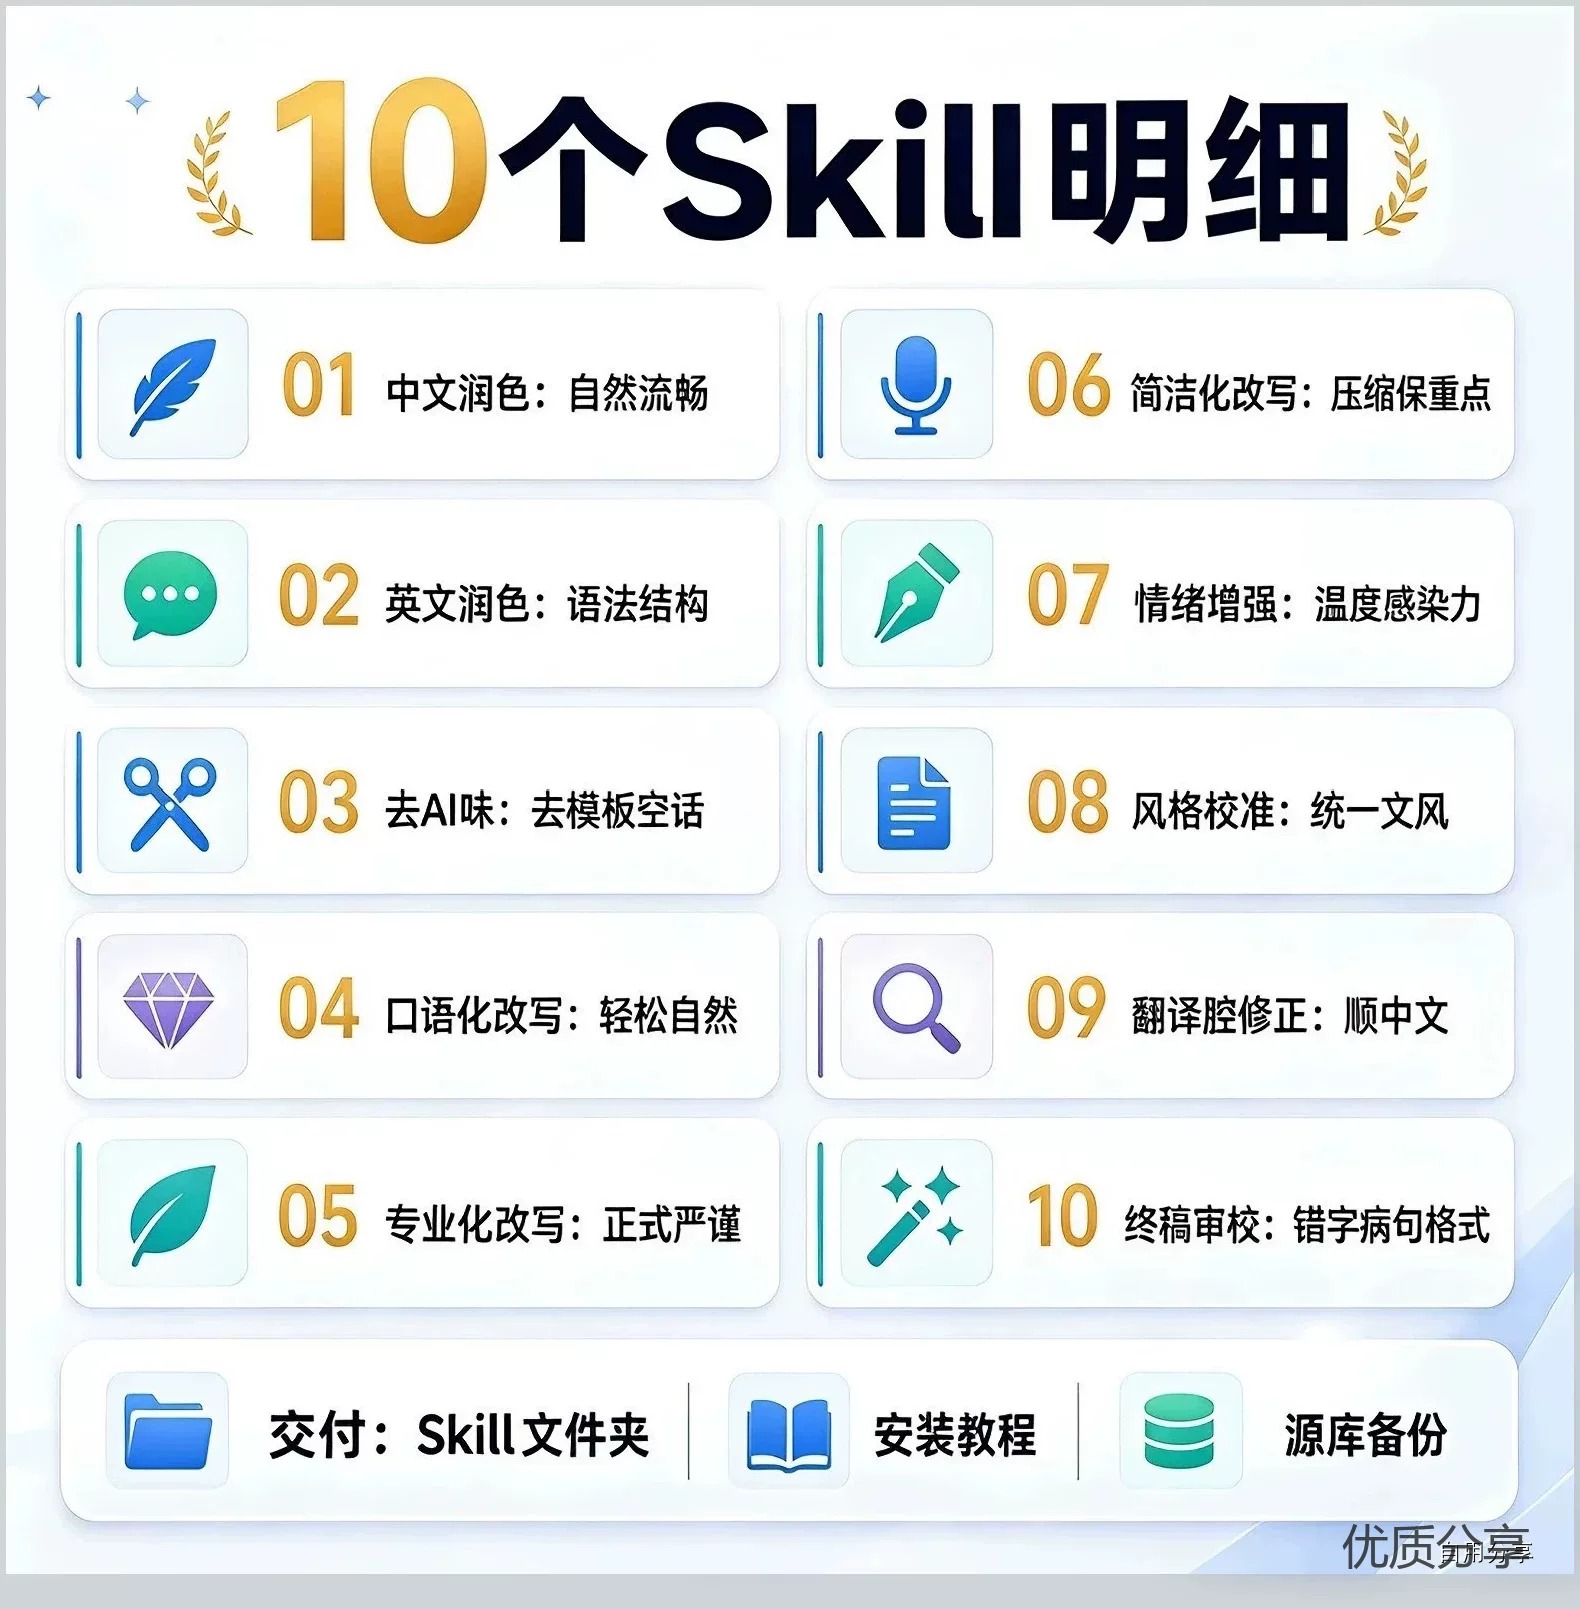 10个Skill明细
01 中文润色：自然流畅
02 英文润色：语法结构
03 去AI味：去模板空话
04 口语化改写：轻松自然
05 专业化改写：正式严谨
06 简洁化改写：压缩保重点
07 情绪增强：温度感染力
08 风格校准：统一文风
09 翻译腔修正：顺中文
10 终稿审校：错字病句格式
交付：Skill文件夹
安装教程
源库备份
优质分享
自用分享